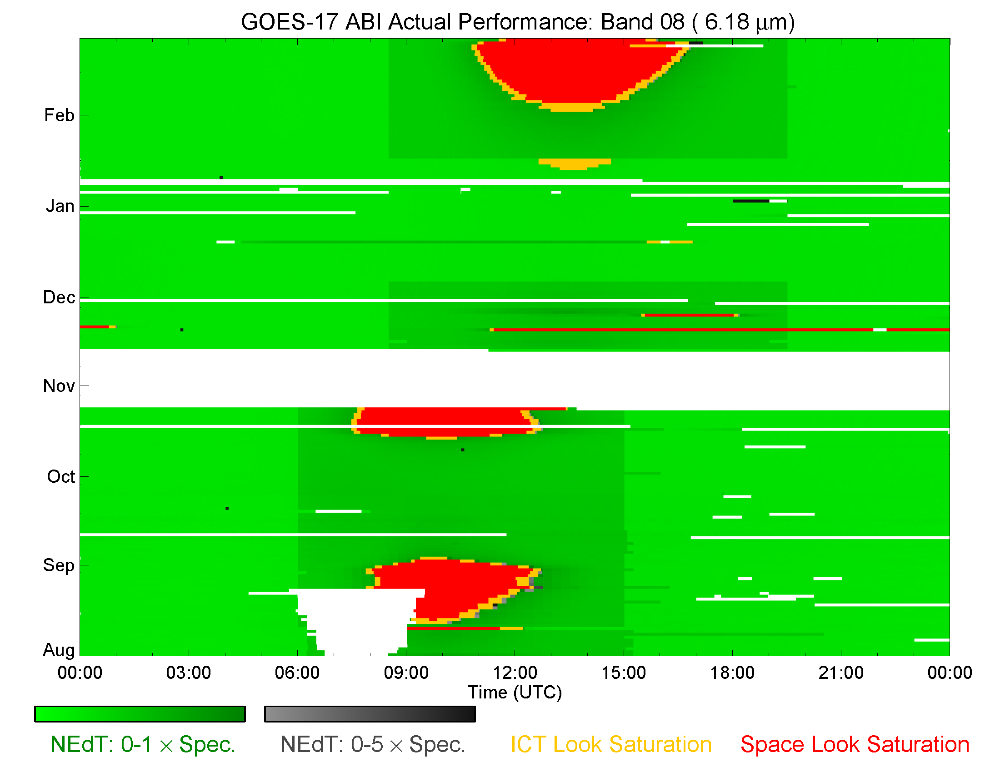 GOES-17 ABI Actual Performance: Band 08 ( 6.18 μm)
Feb
Jan
Dec
Nov
Oct
Sep
Aug
00:00 03:00 06:00 09:00 12:00 15:00 18:00 21:00 00:00
Time (UTC)
NEdT: 0-1 × Spec. NEdT: 0-5 × Spec. ICT Look Saturation Space Look Saturation